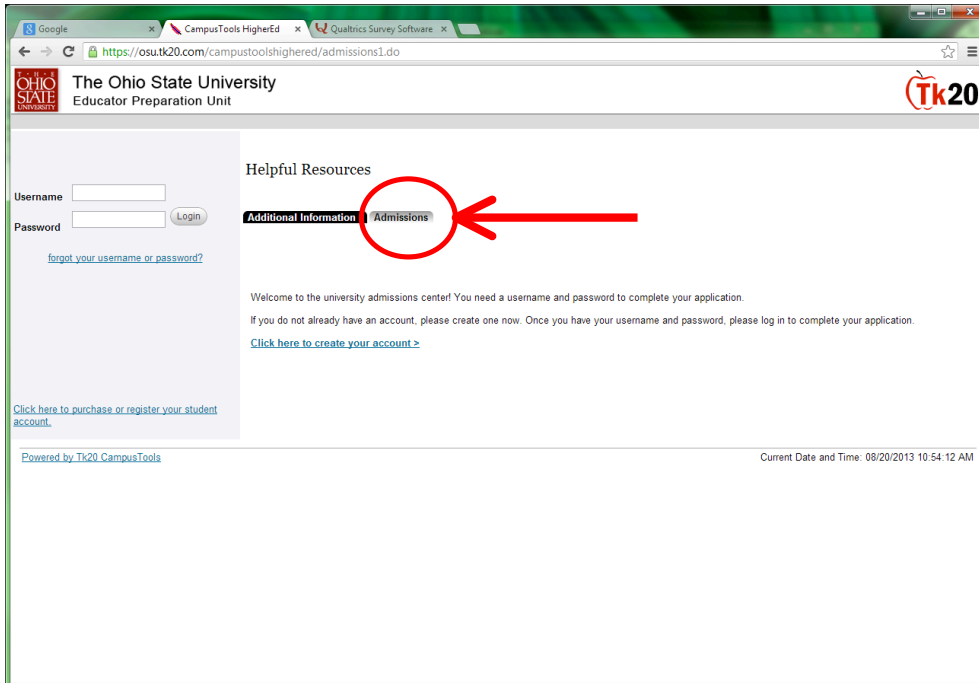 Google
CampusTools HigherEd
Qualtrics Survey Software
https://osu.tk20.com/campustoolshighered/admissions1.do
T · H · E
OHIO
STATE
UNIVERSITY
The Ohio State University
Educator Preparation Unit
Tk20
Helpful Resources
Username
Password
Login
forgot your username or password?
Additional Information
Admissions
Welcome to the university admissions center! You need a username and password to complete your application.
If you do not already have an account, please create one now. Once you have your username and password, please log in to complete your application.
Click here to create your account >
Click here to purchase or register your student
account.
Powered by Tk20 CampusTools
Current Date and Time: 08/20/2013 10:54:12 AM